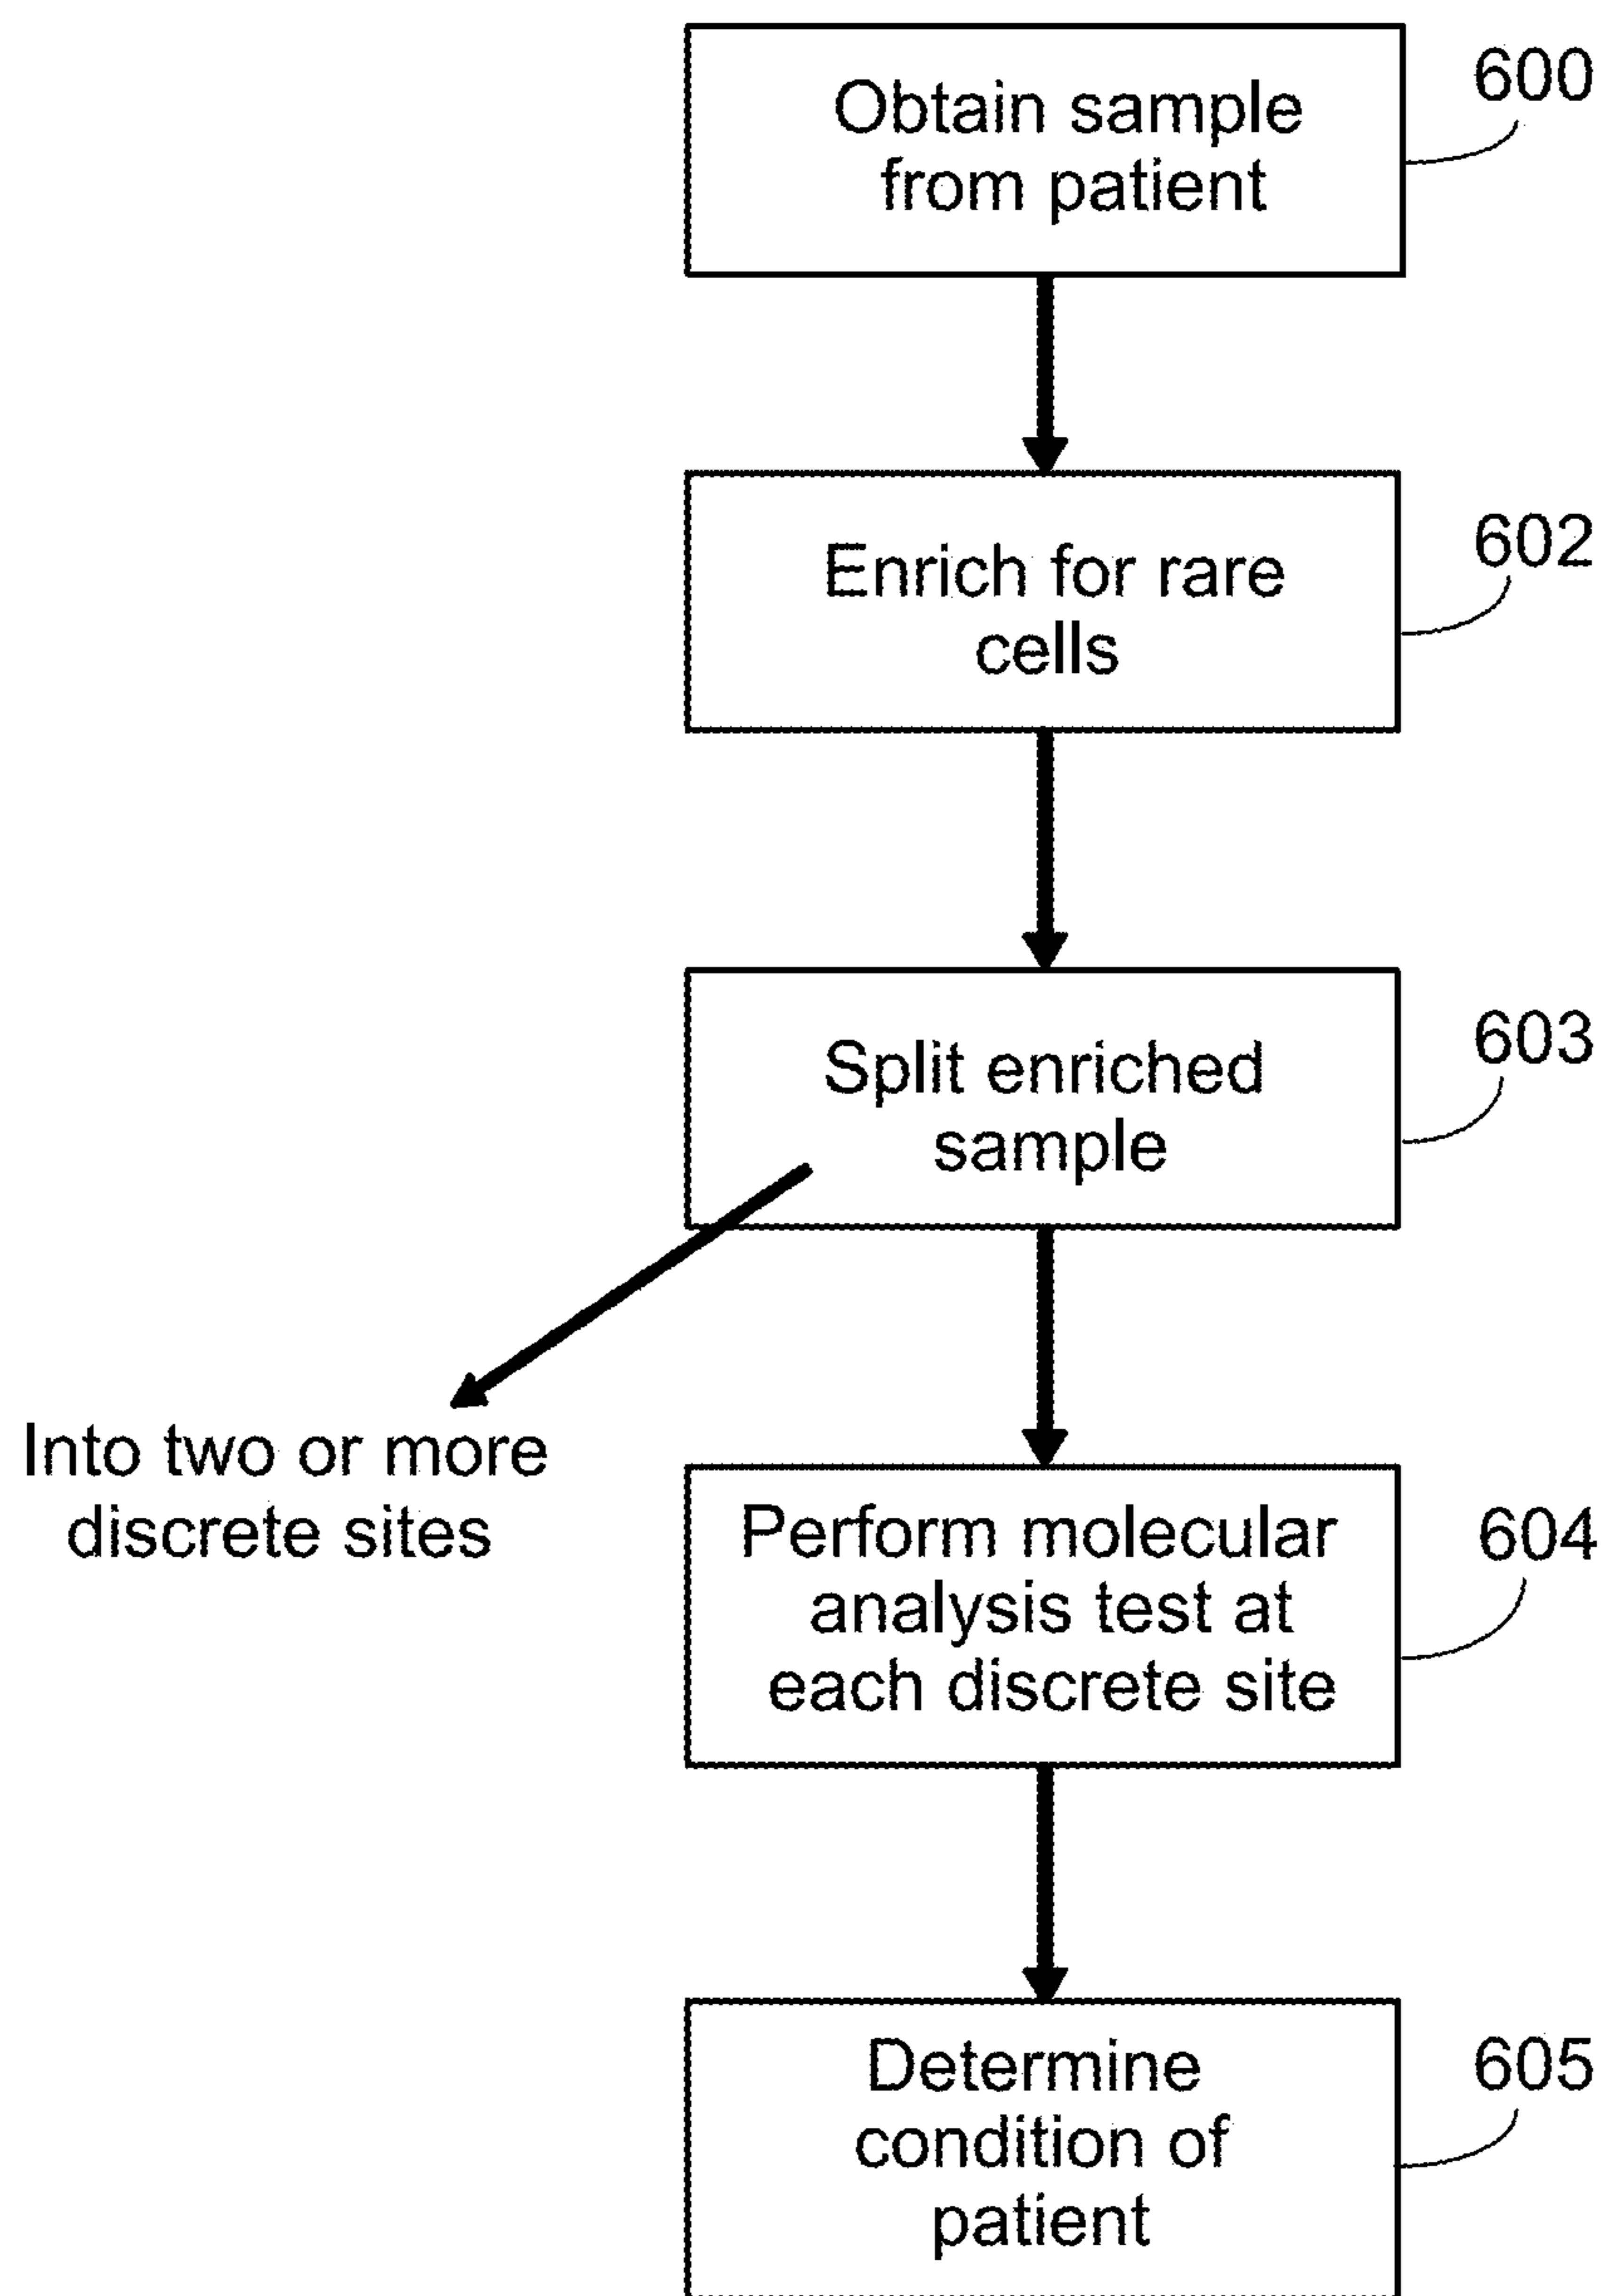 Obtain sample
from patient
600
Enrich for rare
cells
602
Split enriched
sample
603
Into two or more
discrete sites
Perform molecular
analysis test at
each discrete site
604
Determine
condition of
patient
605